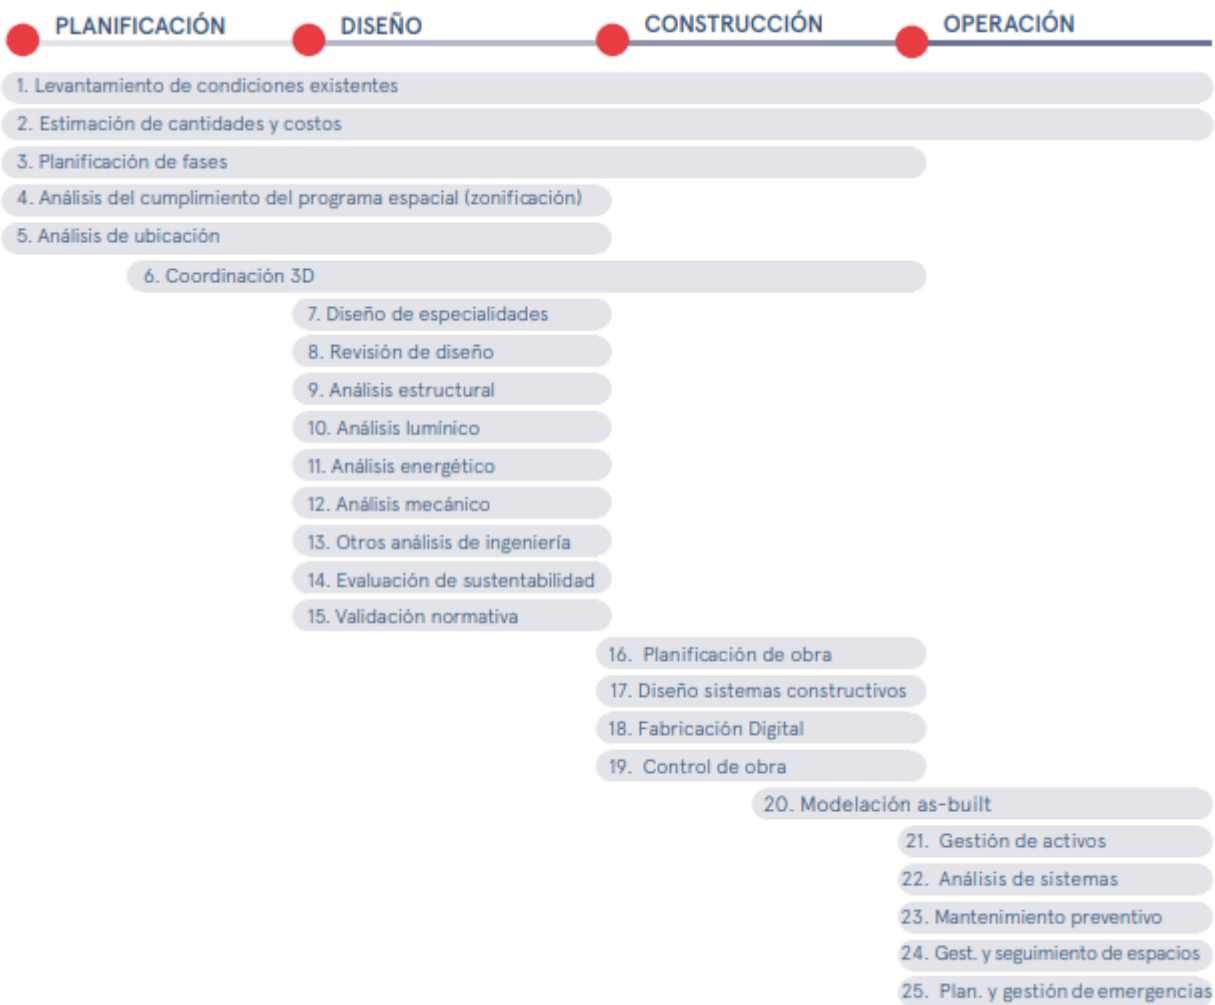 PLANIFICACIÓN DISEÑO CONSTRUCCIÓN OPERACIÓN
1. Levantamiento de condiciones existentes
2. Estimación de cantidades y costos
3. Planificación de fases
4. Análisis del cumplimiento del programa espacial (zonificación)
5. Análisis de ubicación
6. Coordinación 3D
7. Diseño de especialidades
8. Revisión de diseño
9. Análisis estructural
10. Análisis lumínico
11. Análisis energético
12. Análisis mecánico
13. Otros análisis de ingeniería
14. Evaluación de sustentabilidad
15. Validación normativa
16. Planificación de obra
17. Diseño sistemas constructivos
18. Fabricación Digital
19. Control de obra
20. Modelación as-built
21. Gestión de activos
22. Análisis de sistemas
23. Mantenimiento preventivo
24. Gest. y seguimiento de espacios
25. Plan. y gestión de emergencias